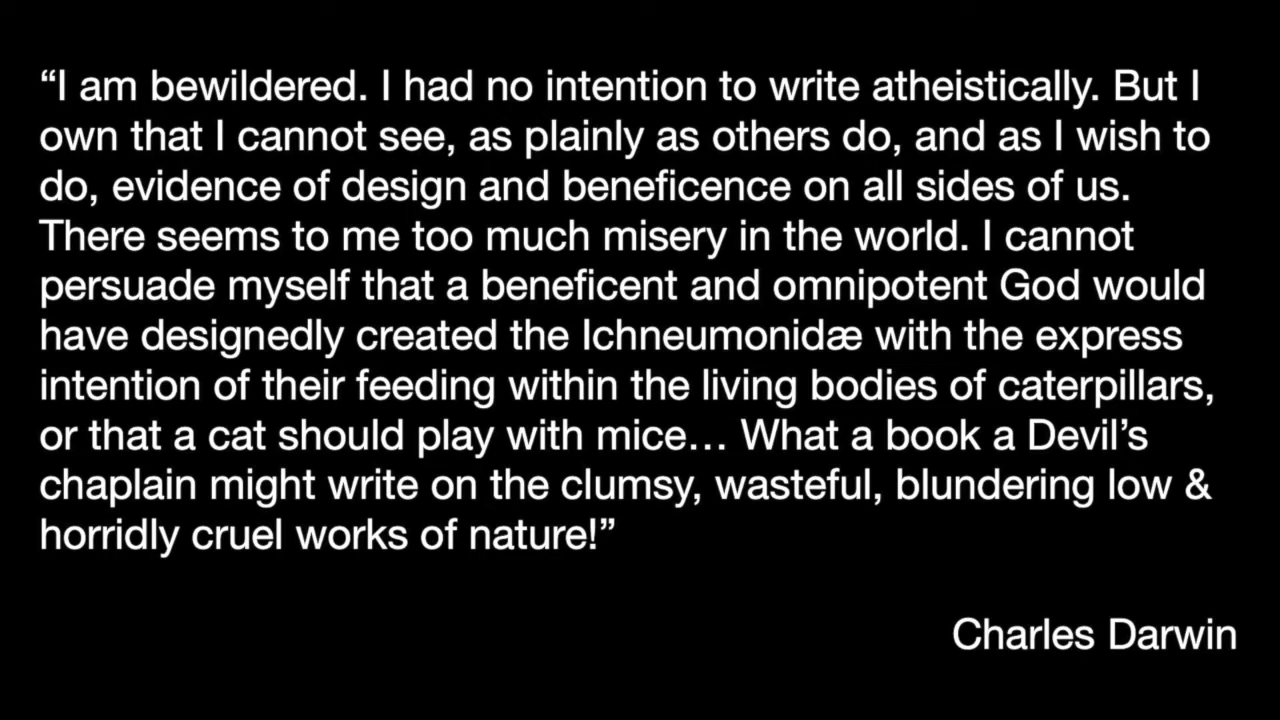 “I am bewildered. I had no intention to write atheistically. But I
own that I cannot see, as plainly as others do, and as I wish to
do, evidence of design and beneficence on all sides of us.
There seems to me too much misery in the world. I cannot
persuade myself that a beneficent and omnipotent God would
have designedly created the Ichneumonidæ with the express
intention of their feeding within the living bodies of caterpillars,
or that a cat should play with mice… What a book a Devil’s
chaplain might write on the clumsy, wasteful, blundering low &
horridly cruel works of nature!”
Charles Darwin